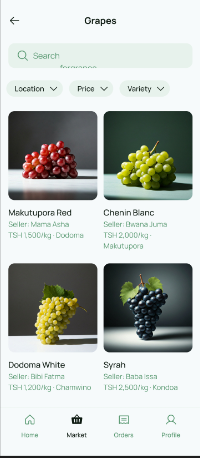 Grapes
Search
Location
Price
Variety
Makutupora Red
Seller: Mama Asha
TSH 1,500/kg · Dodoma
Chenin Blanc
Seller: Bwana Juma
TSH 2,000/kg ·
Makutupora
Dodoma White
Seller: Bibi Fatma
TSH 1,200/kg · Chamwino
Syrah
Seller: Baba Issa
TSH 2,500/kg · Kondoa
Home
Market
Orders
Profile